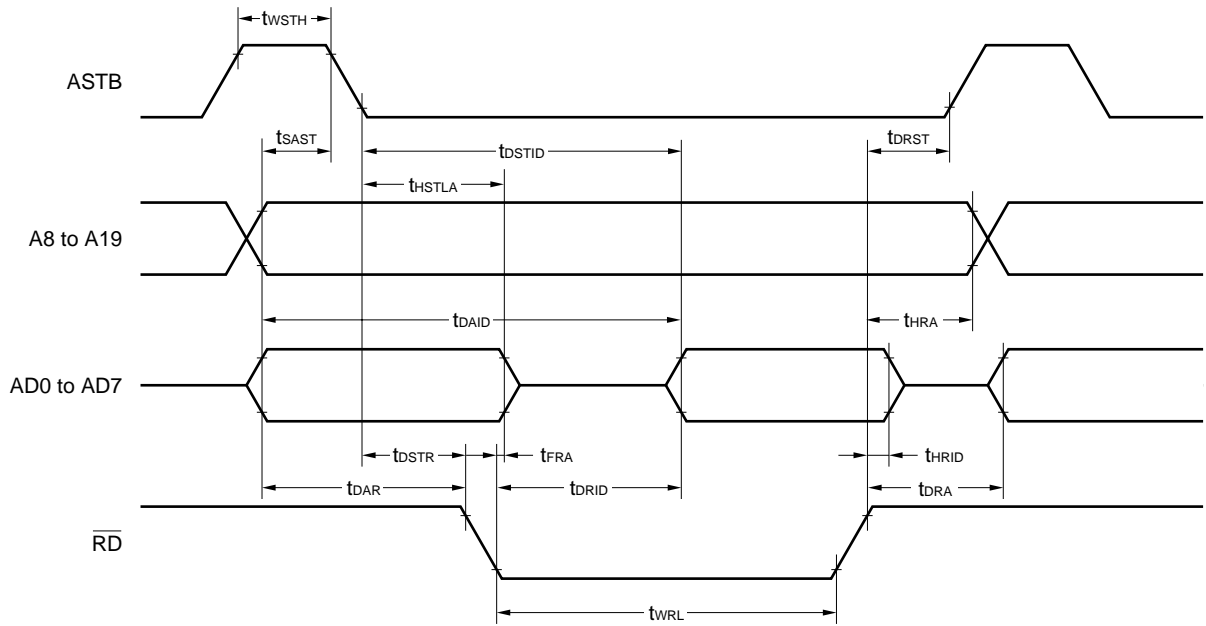 tWSTH
ASTB
tSAST
tDSTID
tDRST
tHSTLA
A8 to A19
tDAID
tHRA
AD0 to AD7
tDSTR
tFRA
tHRID
tDAR
tDRID
tDRA
RD
tWRL